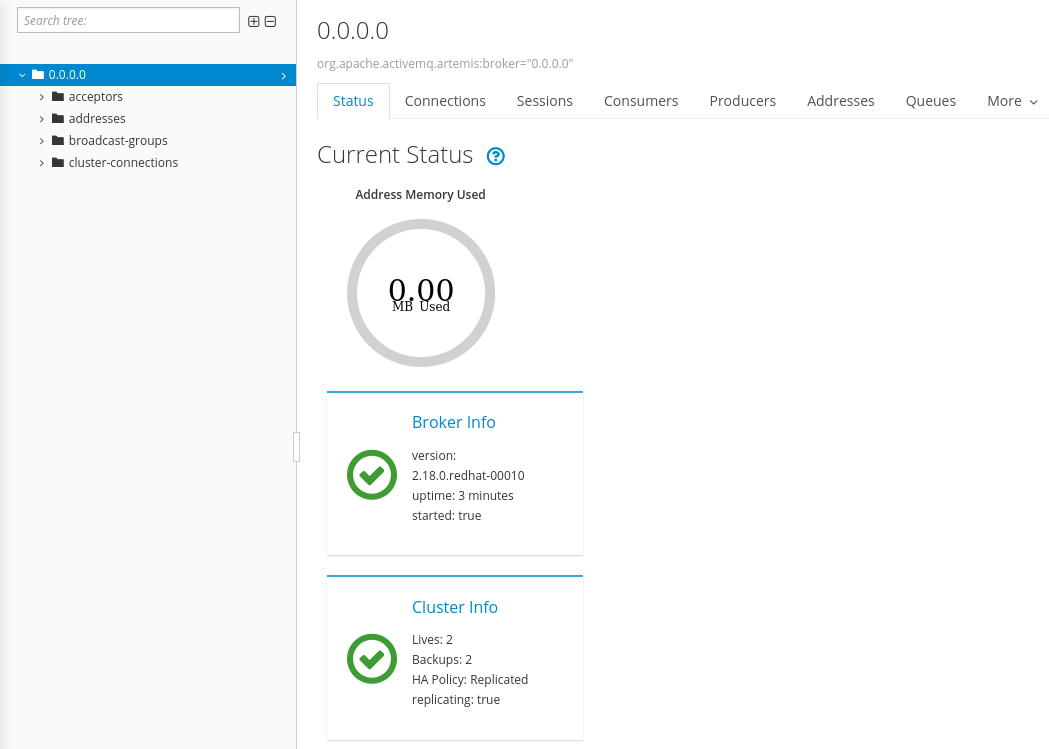 Search tree:
0.0.0.0
acceptors
addresses
broadcast-groups
cluster-connections
0.0.0.0
org.apache.activemq.artemis:broker="0.0.0.0"
Status Connections Sessions Consumers Producers Addresses Queues More
Current Status
Address Memory Used
0.00
MB Used
Broker Info
version:
2.18.0.redhat-00010
uptime: 3 minutes
started: true
Cluster Info
Lives: 2
Backups: 2
HA Policy: Replicated
replicating: true